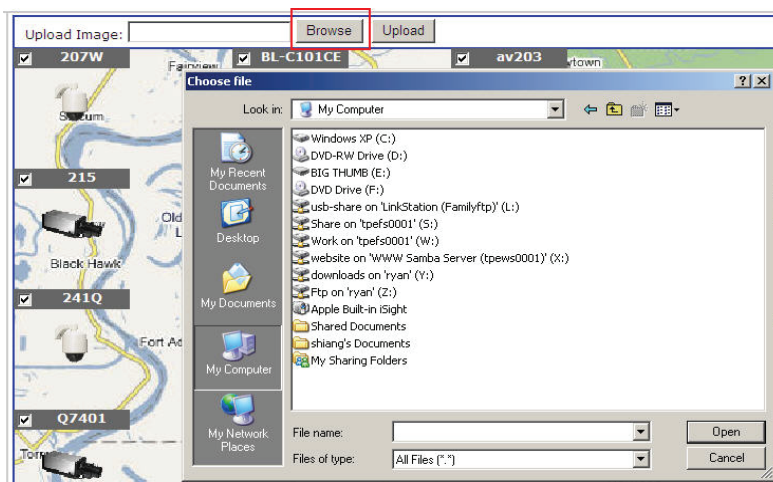 Upload Image: Browse Upload
207W BL-C101CE av203
Choose file
Look in: My Computer
Windows XP (C:)
DVD-RW Drive (D:)
BIG THUMB (E:)
DVD Drive (F:)
usb-share on 'LinkStation (Familyftp)' (L:)
Share on 'tpefs0001' (S:)
Work on 'tpefs0001' (W:)
website on 'WWW Samba Server (tpews0001)' (X:)
downloads on 'ryan' (Y:)
Ftp on 'ryan' (Z:)
Apple Built-in iSight
Shared Documents
shiang's Documents
My Sharing Folders
My Recent
Documents
Desktop
My Documents
My Computer
My Network
Places
File name:
Open
Files of type: All Files (*.*)
Cancel
215
Old
Black Hawk
241Q
Fort
Q7401